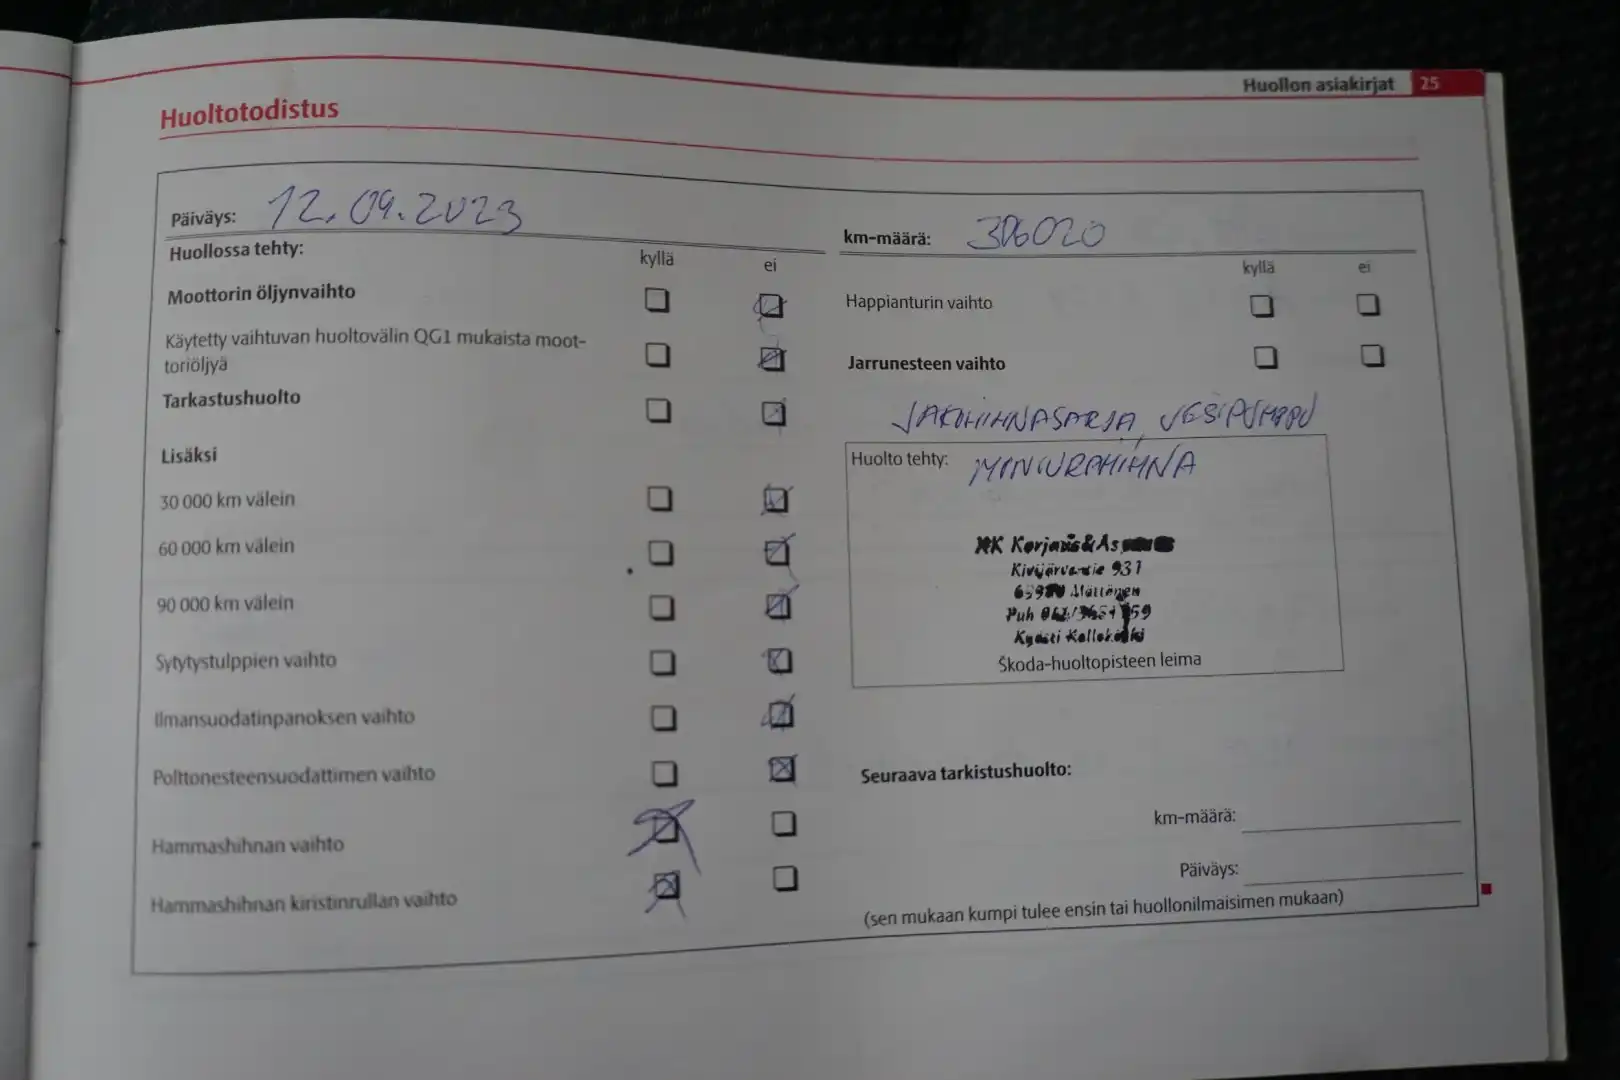 Huollon asiakirjat 25
Huoltotodistus
Päiväys: 12.09.2023
km-määrä: 306020
Huollossa tehty:
kyllä ei
Moottorin öljynvaihto
Käytetty vaihtuvan huoltovälin QG1 mukaista moot-
toriöljyä
Tarkastushuolto
Lisäksi
30 000 km välein
60 000 km välein
90 000 km välein
Sytytystulppien vaihto
Ilmansuodatinpanoksen vaihto
Polttonesteensuodattimen vaihto
Hammashihnan vaihto
Hammashihnan kiristinrullan vaihto
kyllä ei
Happianturin vaihto
Jarrunesteen vaihto
JAKOHIHNASARJA, VESIPUMPPU
Huolto tehty: MONIURAHIHNA
Kivijärventie 931
Škoda-huoltopisteen leima
Seuraava tarkistushuolto:
km-määrä:
Päiväys:
(sen mukaan kumpi tulee ensin tai huollonilmaisimen mukaan)